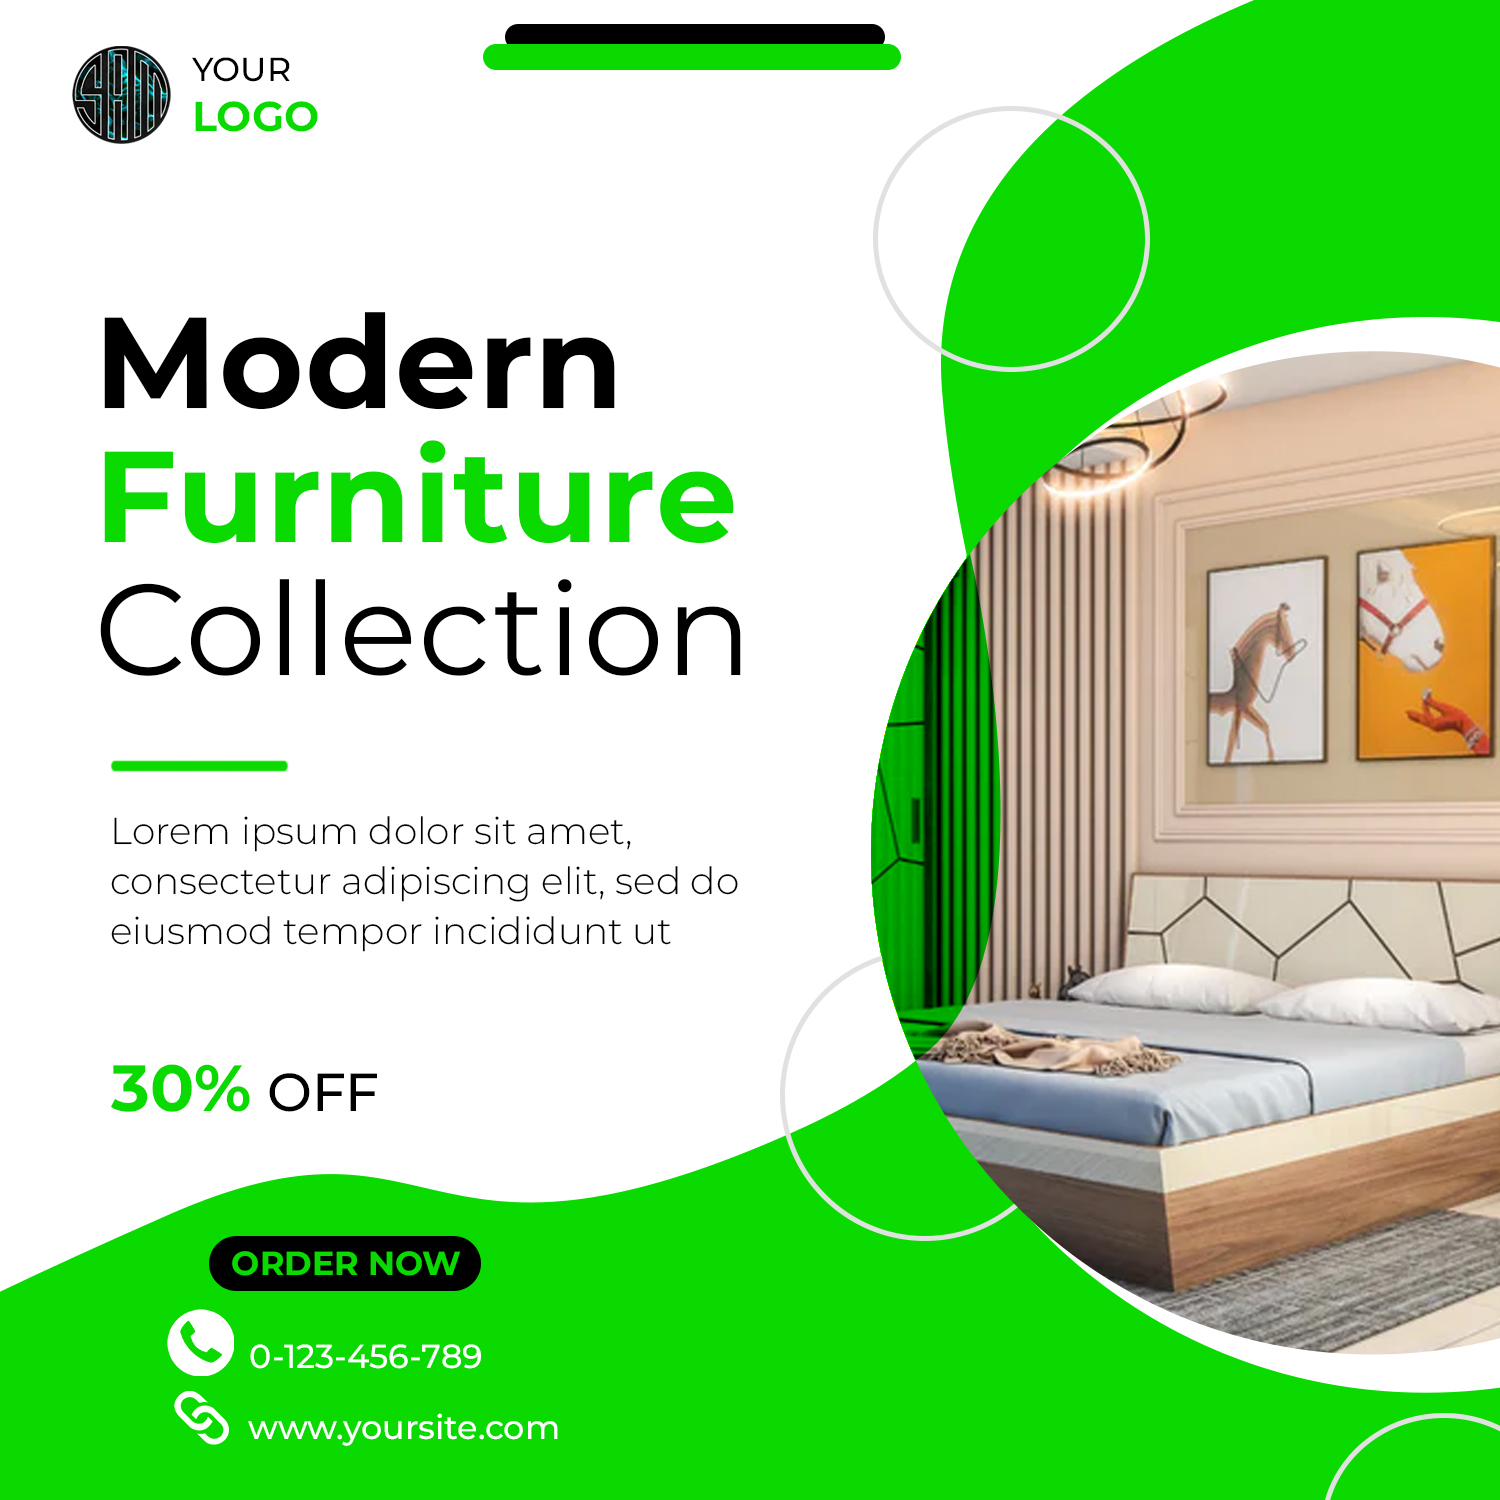 SAM
YOUR
LOGO
Modern
Furniture
Collection
Lorem ipsum dolor sit amet,
consectetur adipiscing elit, sed do
eiusmod tempor incididunt ut
30% OFF
ORDER NOW
0-123-456-789
www.yoursite.com